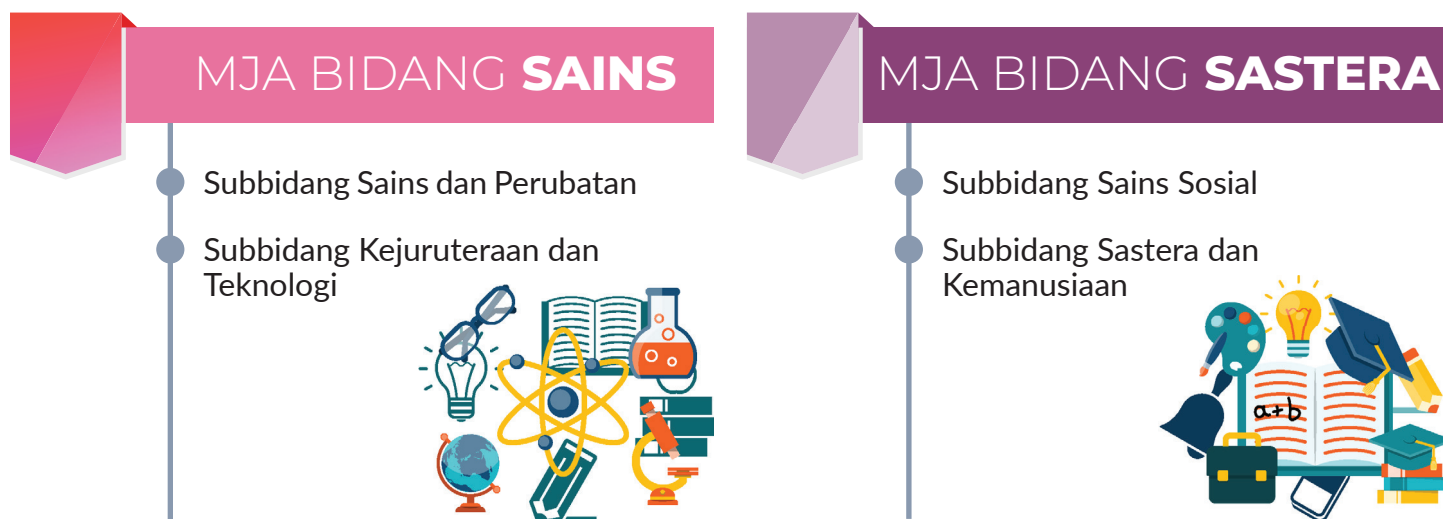 MJA BIDANG SAINS
Subbidang Sains dan Perubatan
Subbidang Kejuruteraan dan
Teknologi
MJA BIDANG SASTERA
Subbidang Sains Sosial
Subbidang Sastera dan
Kemanusiaan
a+b